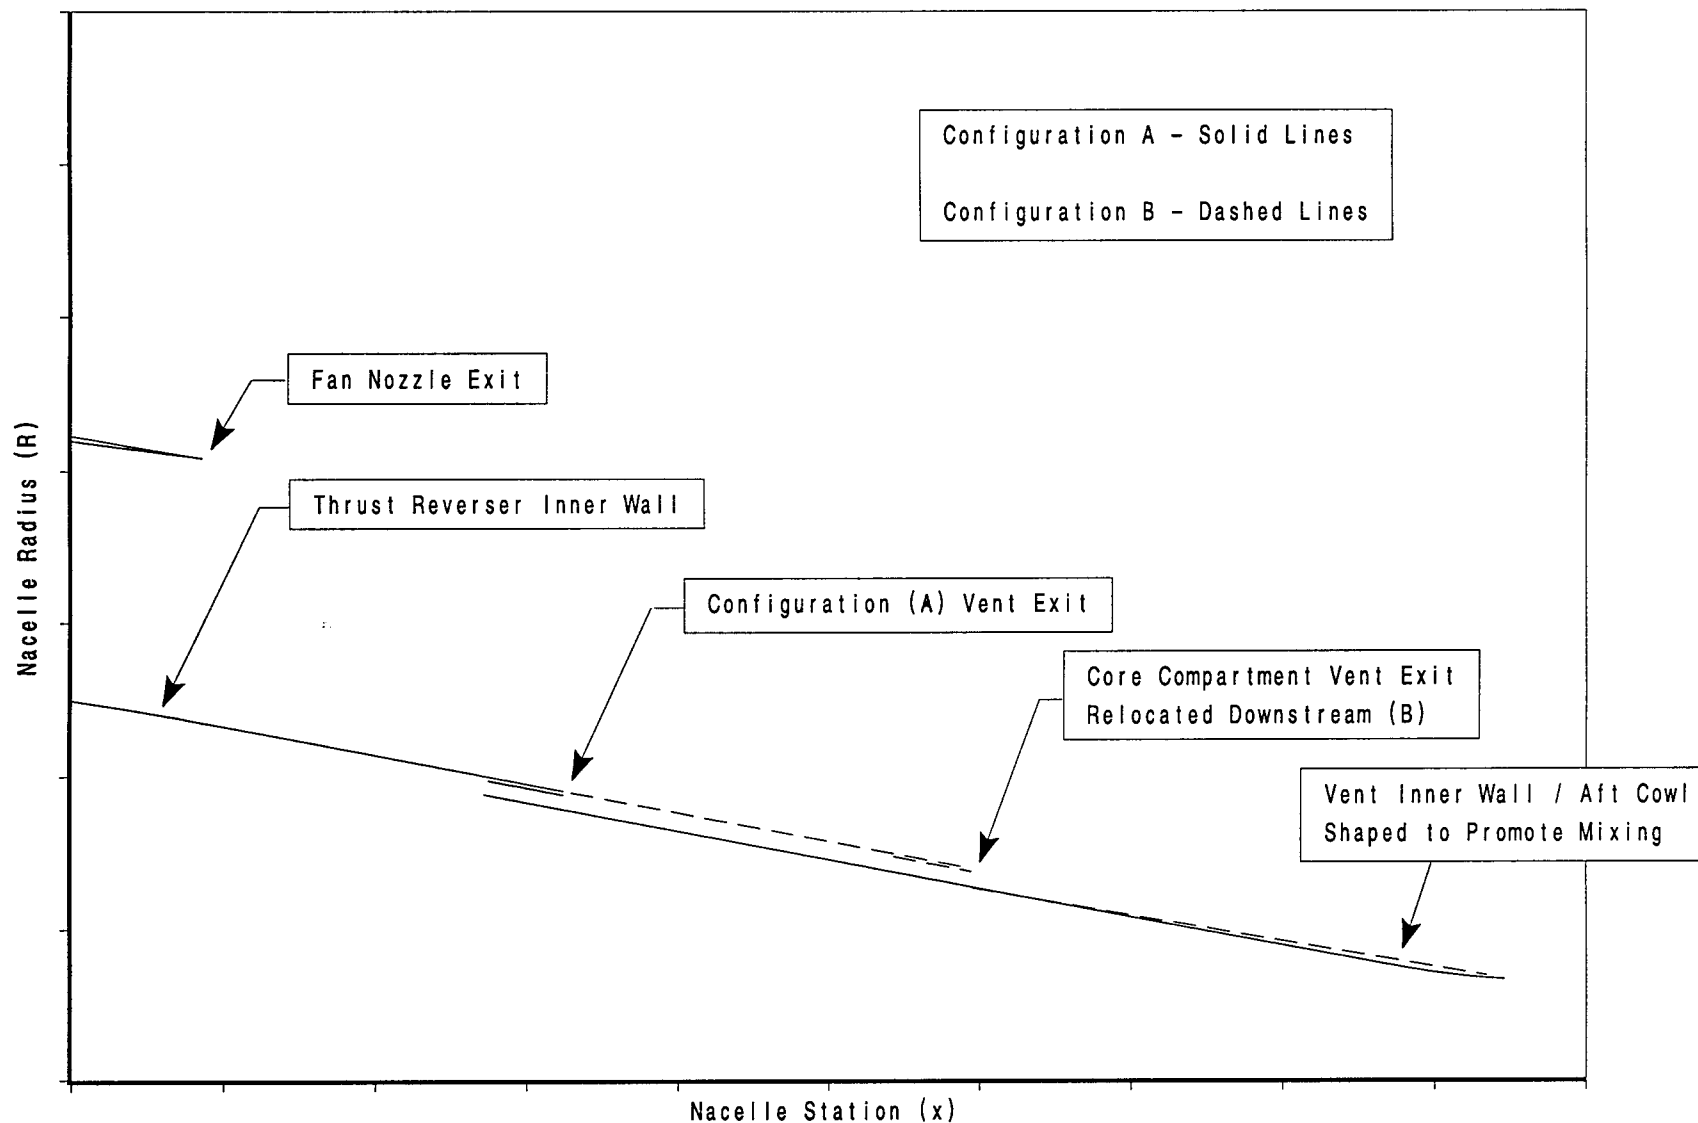 Configuration A - Solid Lines
Configuration B - Dashed Lines
Fan Nozzle Exit
Thrust Reverser Inner Wall
Configuration (A) Vent Exit
Core Compartment Vent Exit
Relocated Downstream (B)
Vent Inner Wall / Aft Cowl
Shaped to Promote Mixing
Nacelle Radius (R)
Nacelle Station (x)